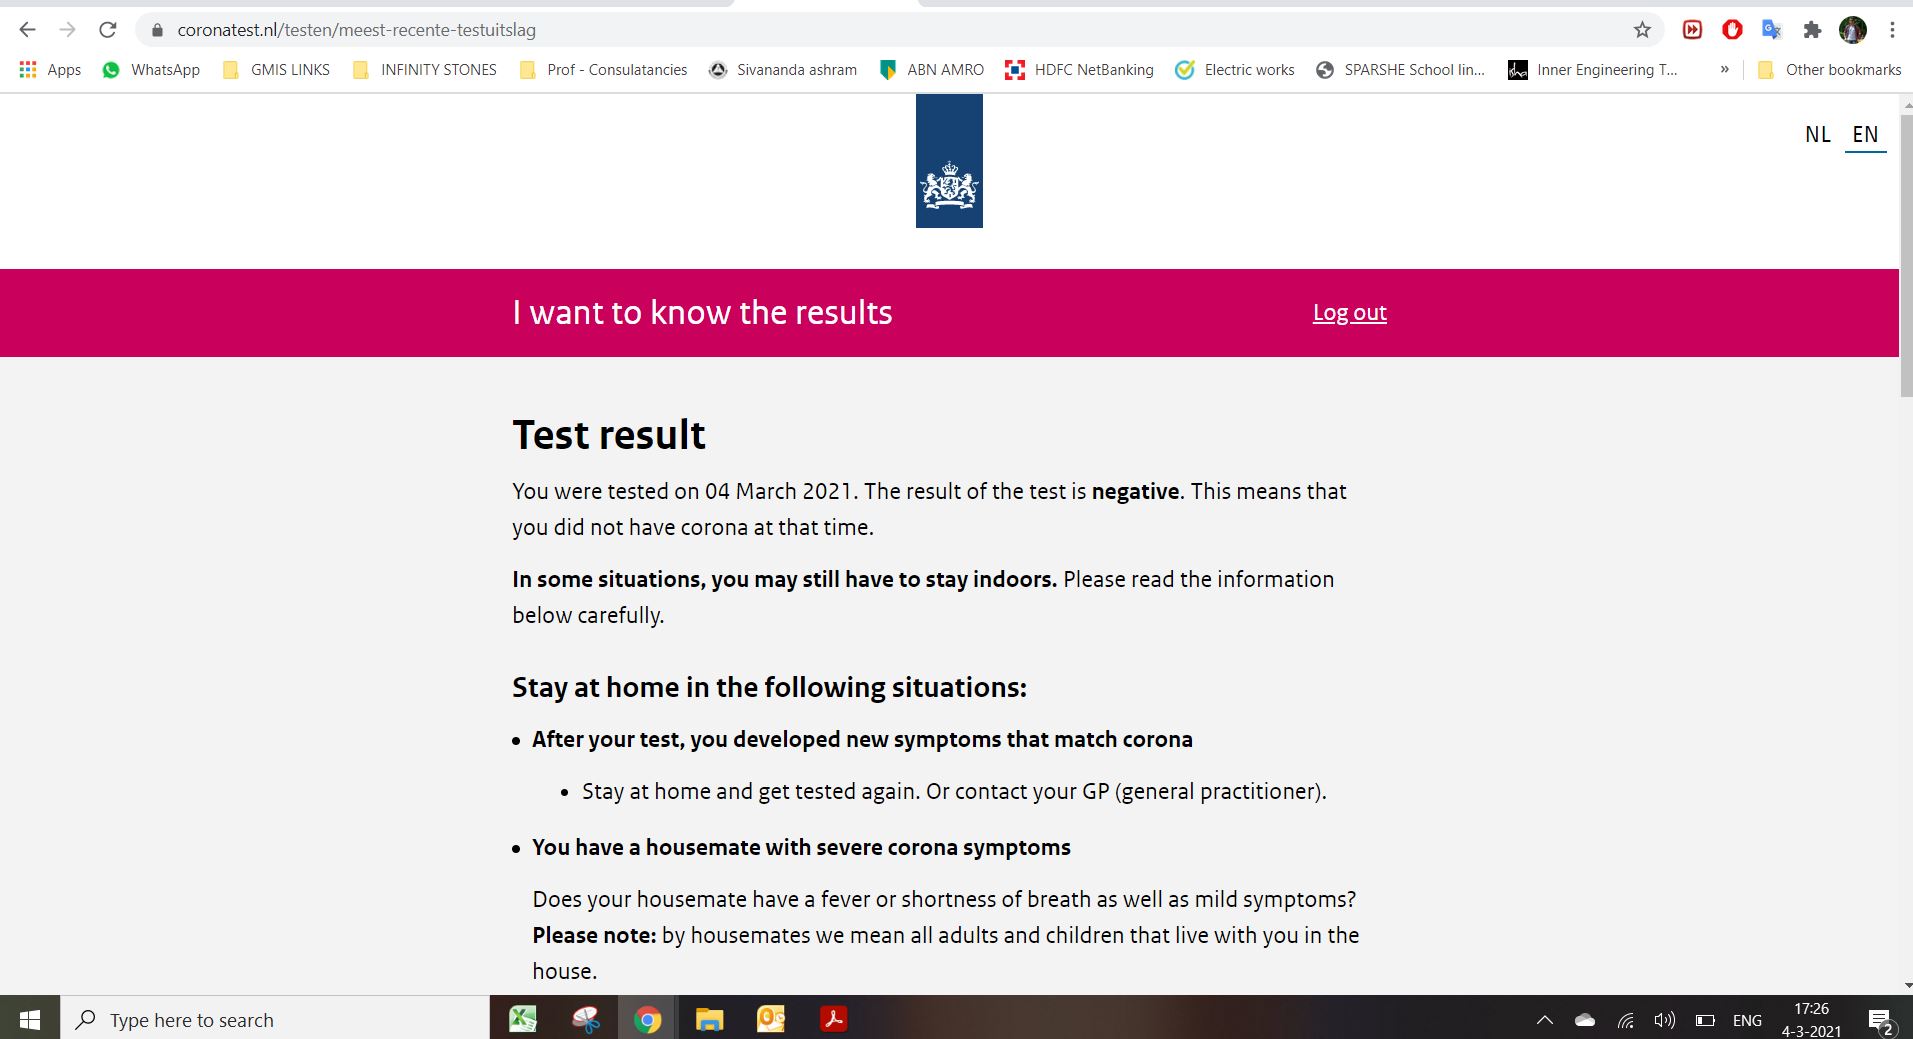 coronatest.nl/testen/meest-recente-testuitslag
Apps WhatsApp GMIS LINKS INFINITY STONES Prof - Consulatancies Sivananda ashram ABN AMRO HDFC NetBanking Electric works SPARSHE School lin... Inner Engineering T... » Other bookmarks
NL EN
I want to know the results Log out
Test result
You were tested on 04 March 2021. The result of the test is negative. This means that
you did not have corona at that time.
In some situations, you may still have to stay indoors. Please read the information
below carefully.
Stay at home in the following situations:
• After your test, you developed new symptoms that match corona
• Stay at home and get tested again. Or contact your GP (general practitioner).
• You have a housemate with severe corona symptoms
Does your housemate have a fever or shortness of breath as well as mild symptoms?
Please note: by housemates we mean all adults and children that live with you in the
house.
Type here to search ENG 17:26
4-3-2021 2